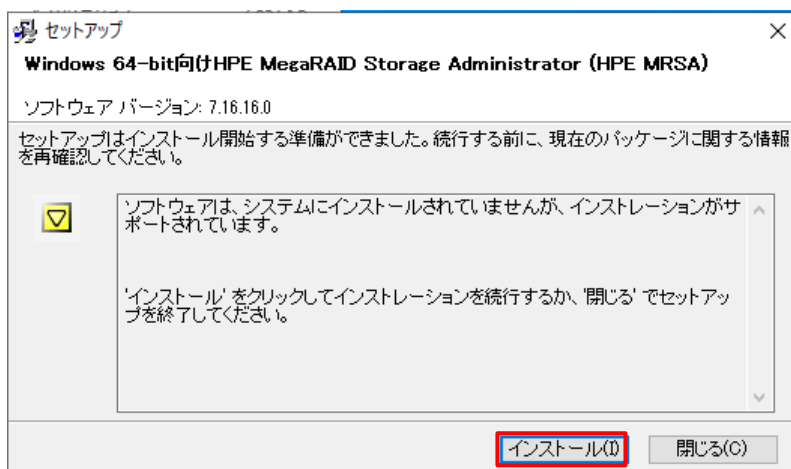 セットアップ
Windows 64-bit向けHPE MegaRAID Storage Administrator (HPE MRSA)
ソフトウェア バージョン: 7.16.16.0
セットアップはインストール開始する準備ができました。続行する前に、現在のパッケージに関する情報
を再確認してください。
ソフトウェアは、システムにインストールされていませんが、インストレーションがサ
ポートされています。
'インストール' をクリックしてインストレーションを続行するか、'閉じる' でセットアッ
プを終了してください。
インストール(I)
閉じる(C)